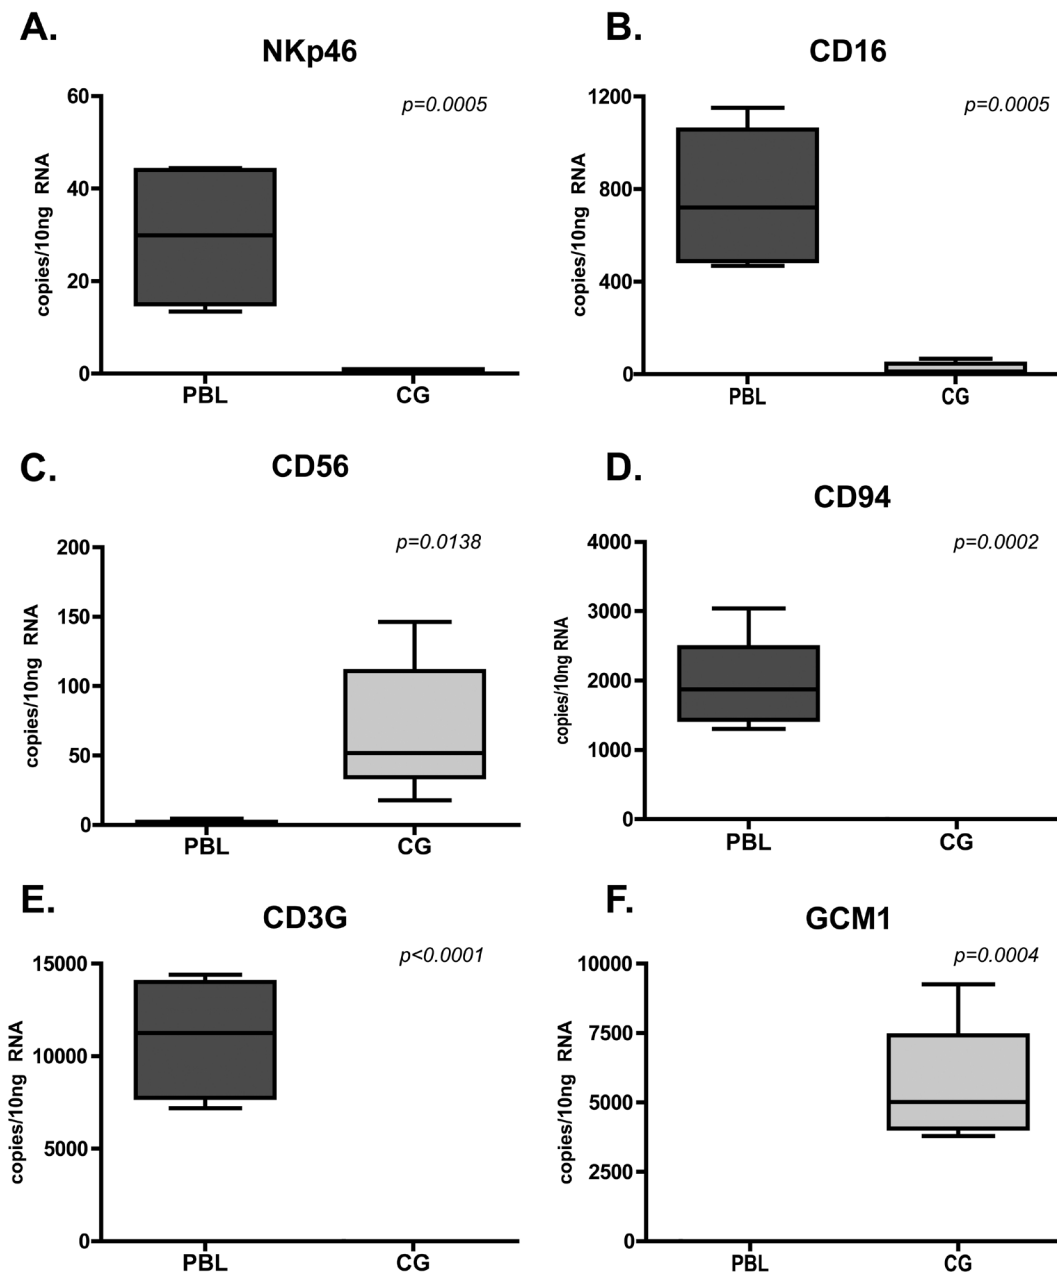 A.
NKp46
p=0.0005
copies/10ng RNA
60
40
20
0
PBL
CG
B.
CD16
p=0.0005
copies/10ng RNA
1200
800
400
0
PBL
CG
C.
CD56
p=0.0138
copies/10ng RNA
200
150
100
50
0
PBL
CG
D.
CD94
p=0.0002
copies/10ng RNA
4000
3000
2000
1000
0
PBL
CG
E.
CD3G
p<0.0001
copies/10ng RNA
15000
10000
5000
0
PBL
CG
F.
GCM1
p=0.0004
copies/10ng RNA
10000
7500
5000
2500
0
PBL
CG